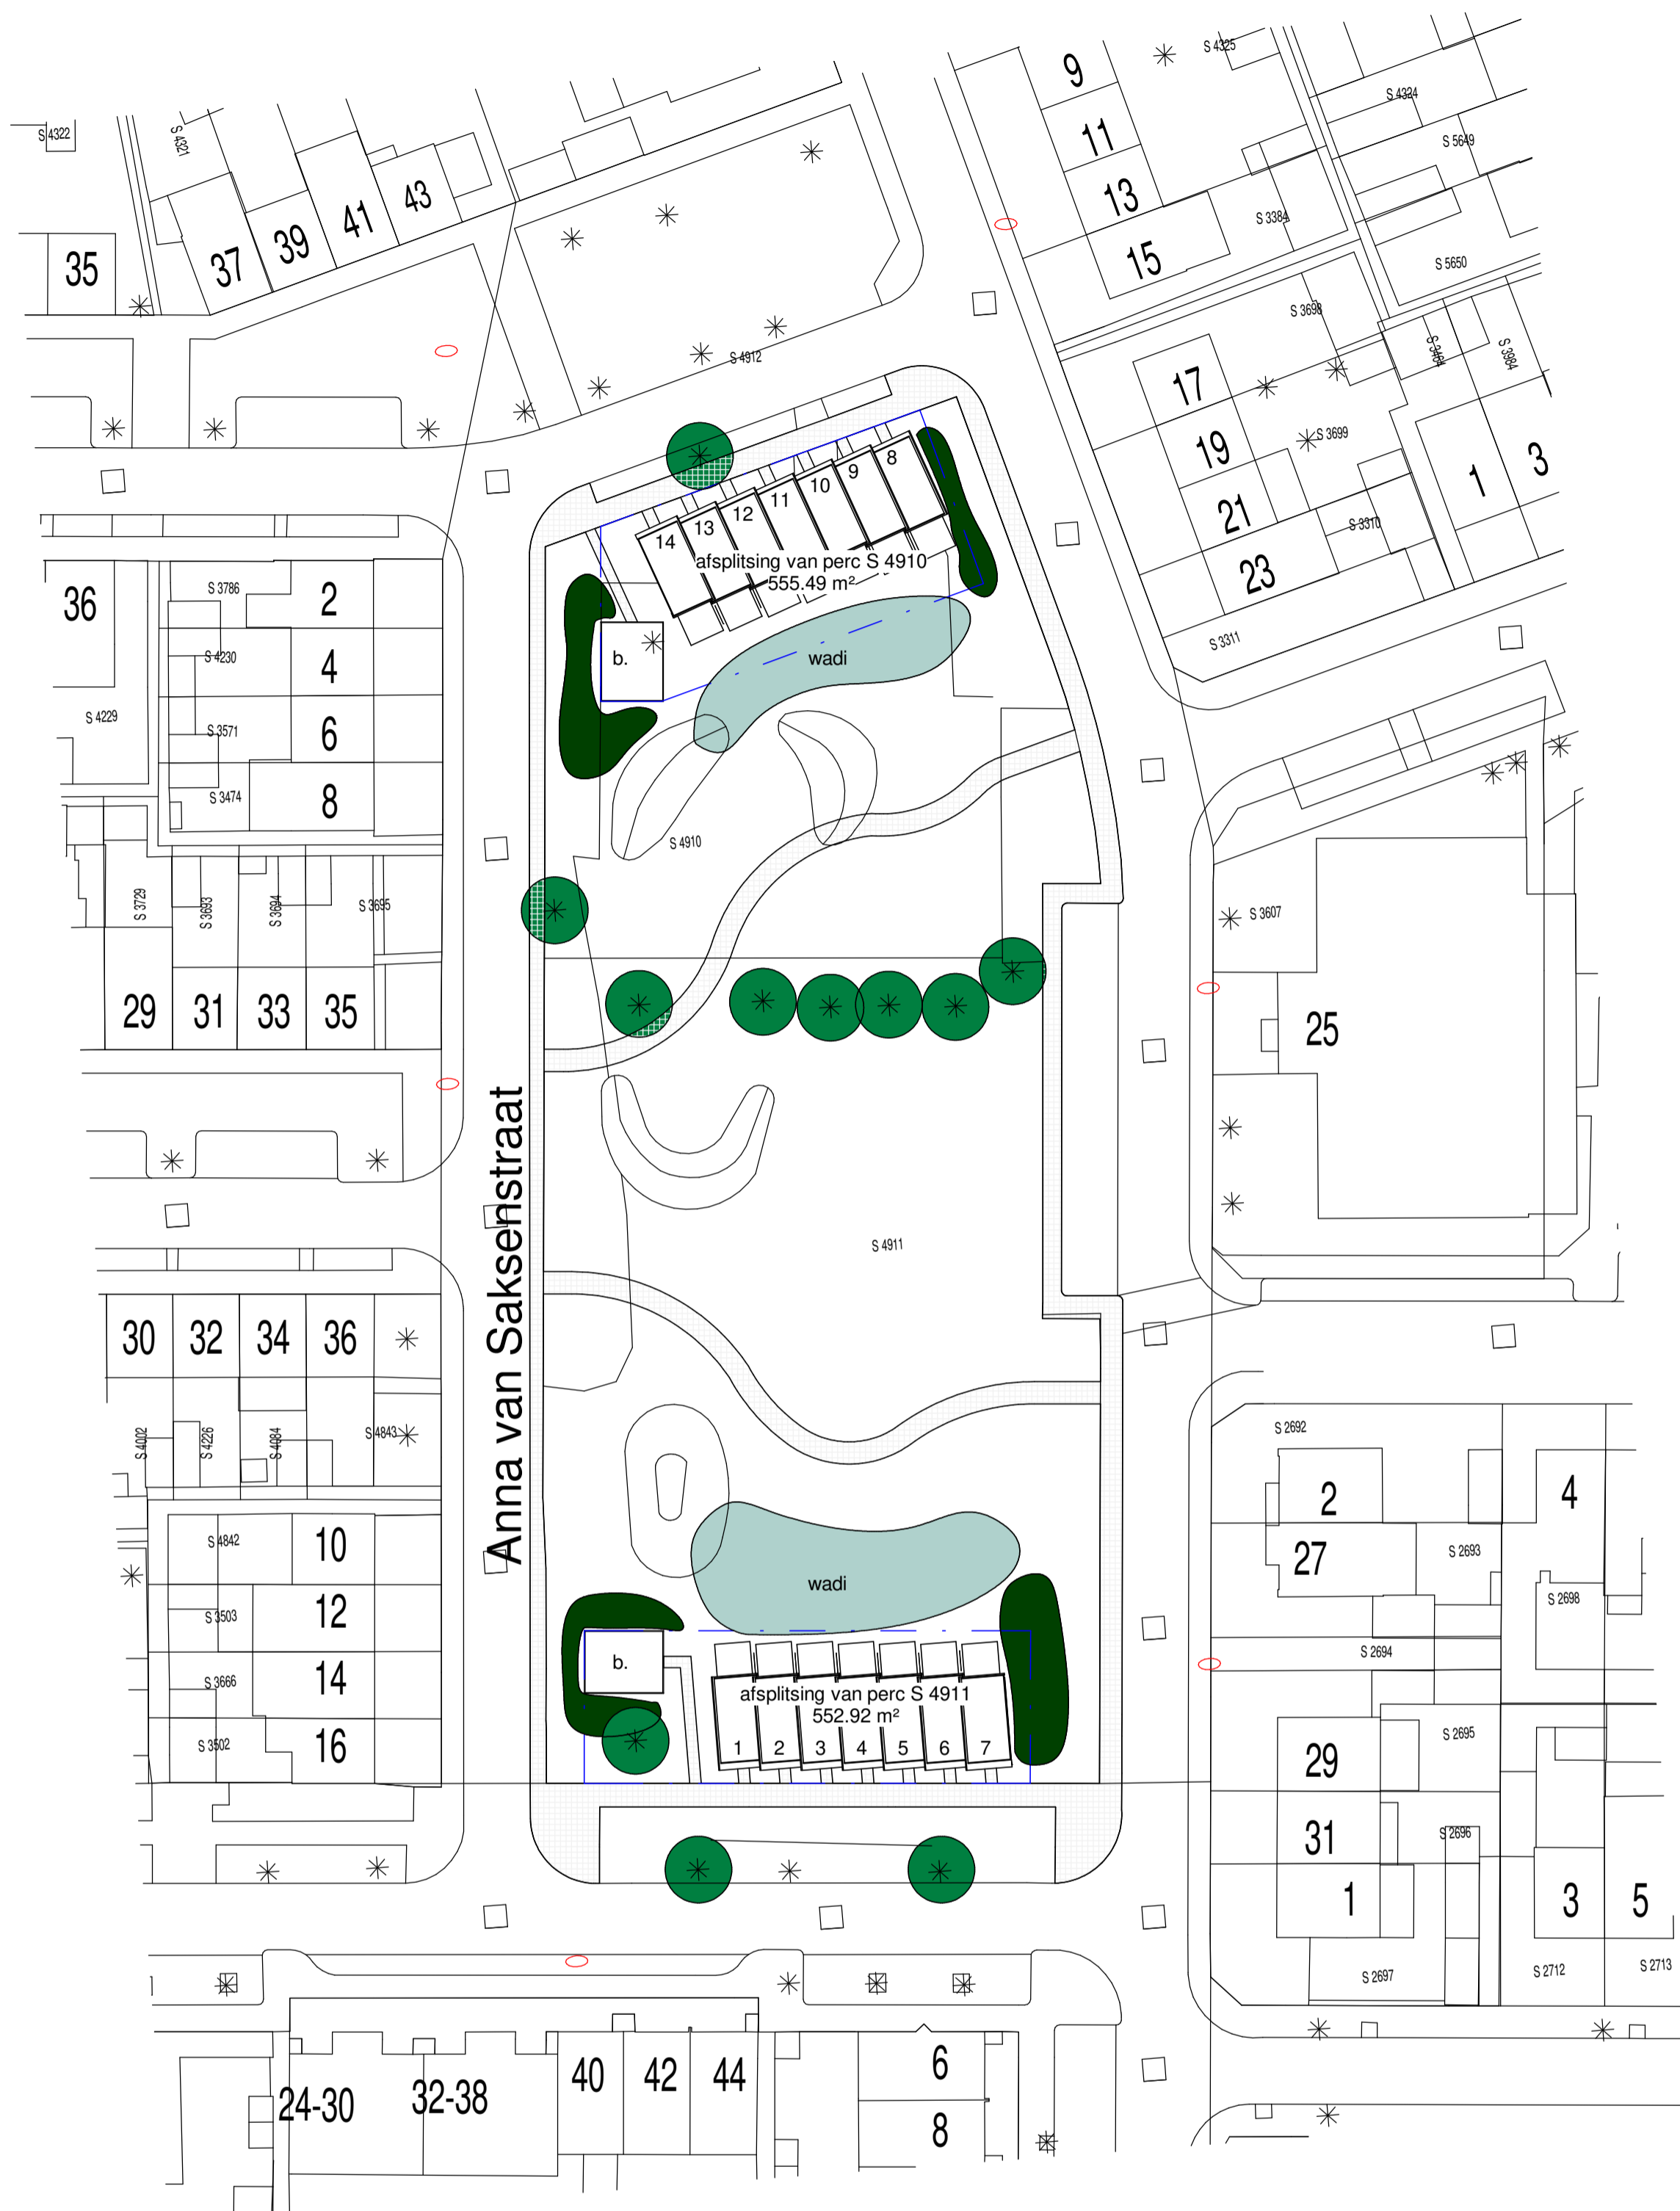 9
S 4325
S 4324
11
S 4322
S 4321
S 5649
43
13
41
S 3384
39
15
37
35
S 5650
S 3698
S 4912
S 3464
S 3984
17
S 3699
19
8
9
10
11
12
13
14
1
3
21
S 3310
afsplitsing van perc S 4910
555.49 m²
23
36
S 3786
2
S 3311
b.
wadi
S 4230
4
S 4229
S 3571
6
S 3474
8
S 4910
S 3729
S 3693
S 3694
S 3695
S 3607
29
31
33
35
25
Anna van Saksenstraat
S 4911
30
32
34
36
S 4002
S 4226
S 4084
S 4843
S 2692
2
4
S 4842
10
27
S 2693
wadi
S 3503
12
S 2698
b.
S 2694
S 3666
14
afsplitsing van perc S 4911
552.92 m²
1
2
3
4
5
6
7
S 3502
16
S 2695
29
31
S 2696
1
3
5
S 2697
S 2712
S 2713
24-30
32-38
40
42
44
6
8